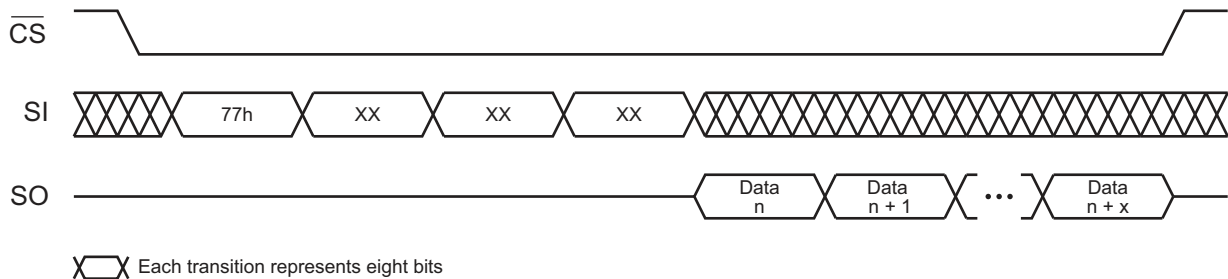 CS
SI
77h
XX
XX
XX
SO
Data
n
Data
n + 1
•••
Data
n + x
Each transition represents eight bits